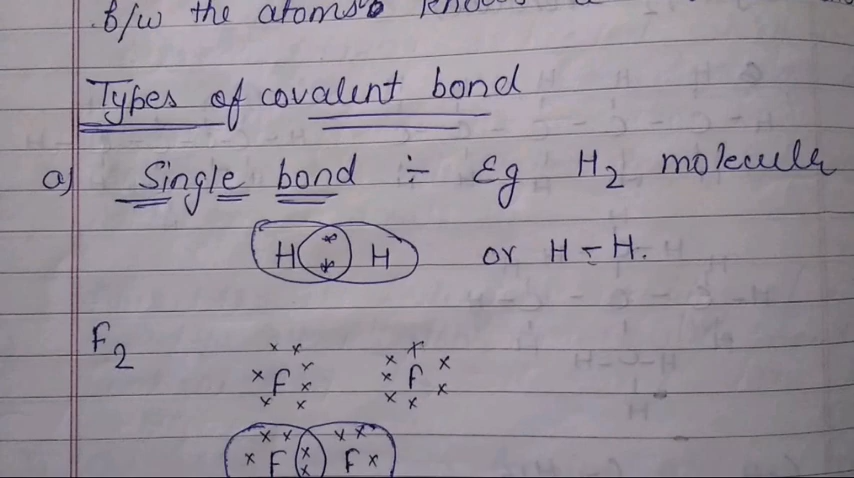 b/w the atoms
Types of covalent bond
a) Single bond ÷ Eg H2 molecule
H ×× H or H-H.
F2
×× ××
× F × × F ×
×× ××
× F ×× F ×